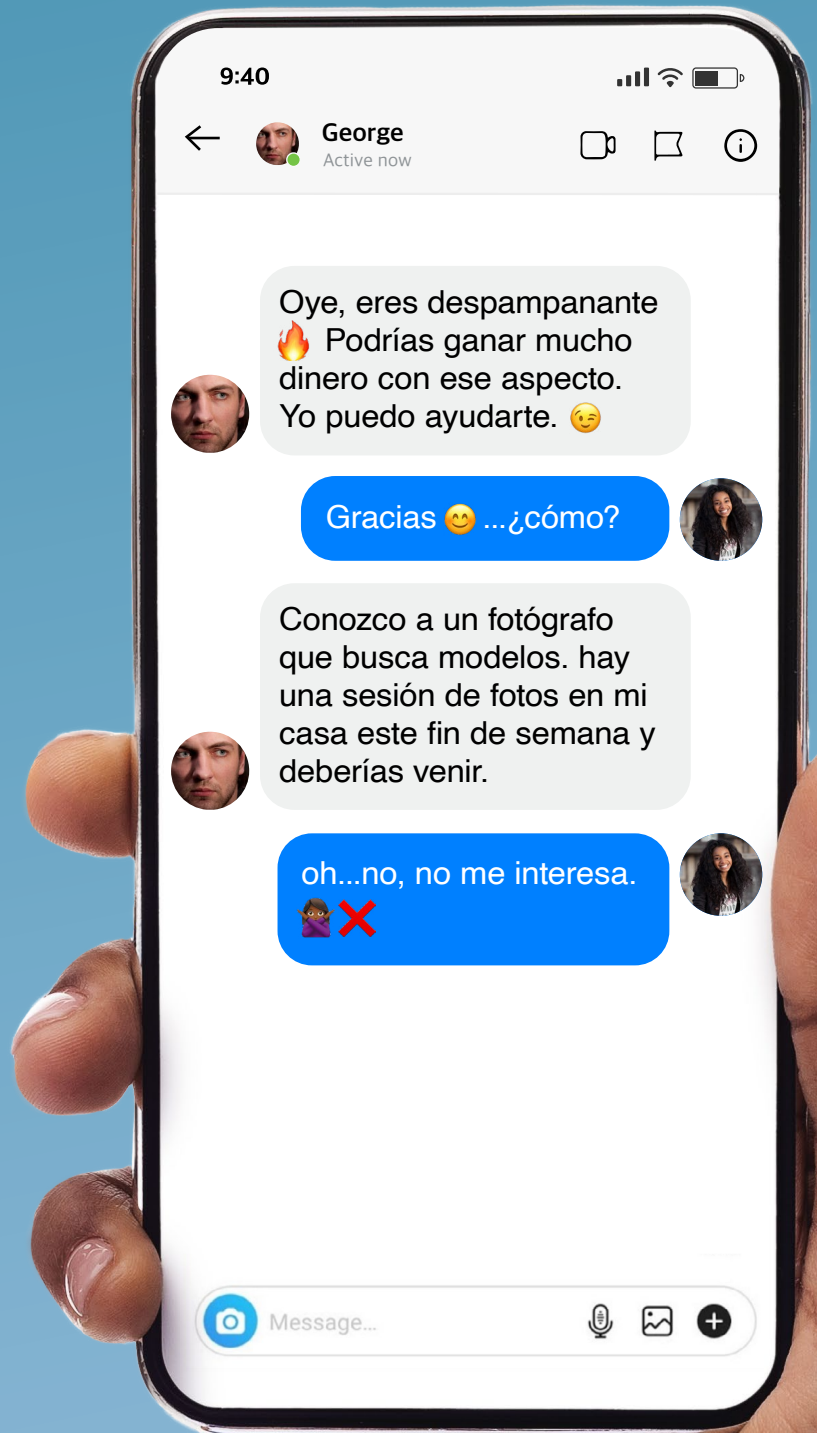 9:40
George
Active now
Oye, eres despampanante
🔥 Podrías ganar mucho
dinero con ese aspecto.
Yo puedo ayudarte. 😉
Gracias 😊 ...¿cómo?
Conozco a un fotógrafo
que busca modelos. hay
una sesión de fotos en mi
casa este fin de semana y
deberías venir.
oh...no, no me interesa.
🙅🏾‍♀️❌
Message...